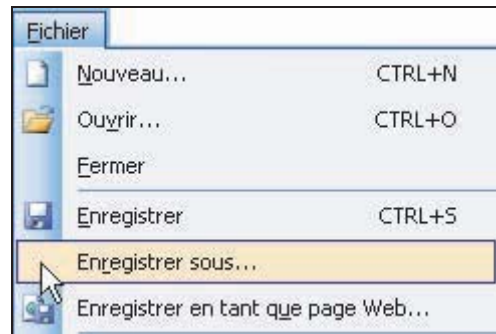 Fichier
Nouveau... CTRL+N
Ouvrir... CTRL+O
Fermer
Enregistrer CTRL+S
Enregistrer sous...
Enregistrer en tant que page Web...